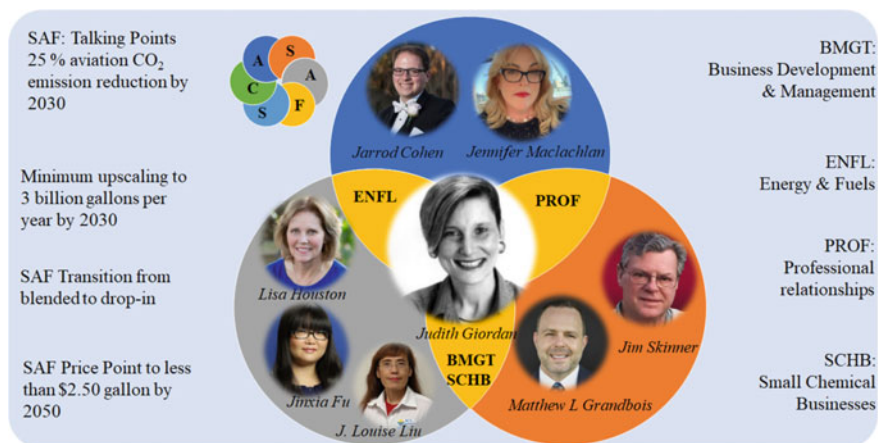 SAF: Talking Points
25 % aviation CO₂
emission reduction by
2030
Minimum upscaling to
3 billion gallons per
year by 2030
SAF Transition from
blended to drop-in
SAF Price Point to less
than $2.50 gallon by
2050
A
S
C
A
S
F
Jarrod Cohen
Jennifer Maclachlan
ENFL
PROF
Lisa Houston
Judith Giordan
Jim Skinner
BMGT
SCHB
Jinxia Fu
Matthew L Grandbois
J. Louise Liu
BMGT:
Business Development
& Management
ENFL:
Energy & Fuels
PROF:
Professional
relationships
SCHB:
Small Chemical
Businesses